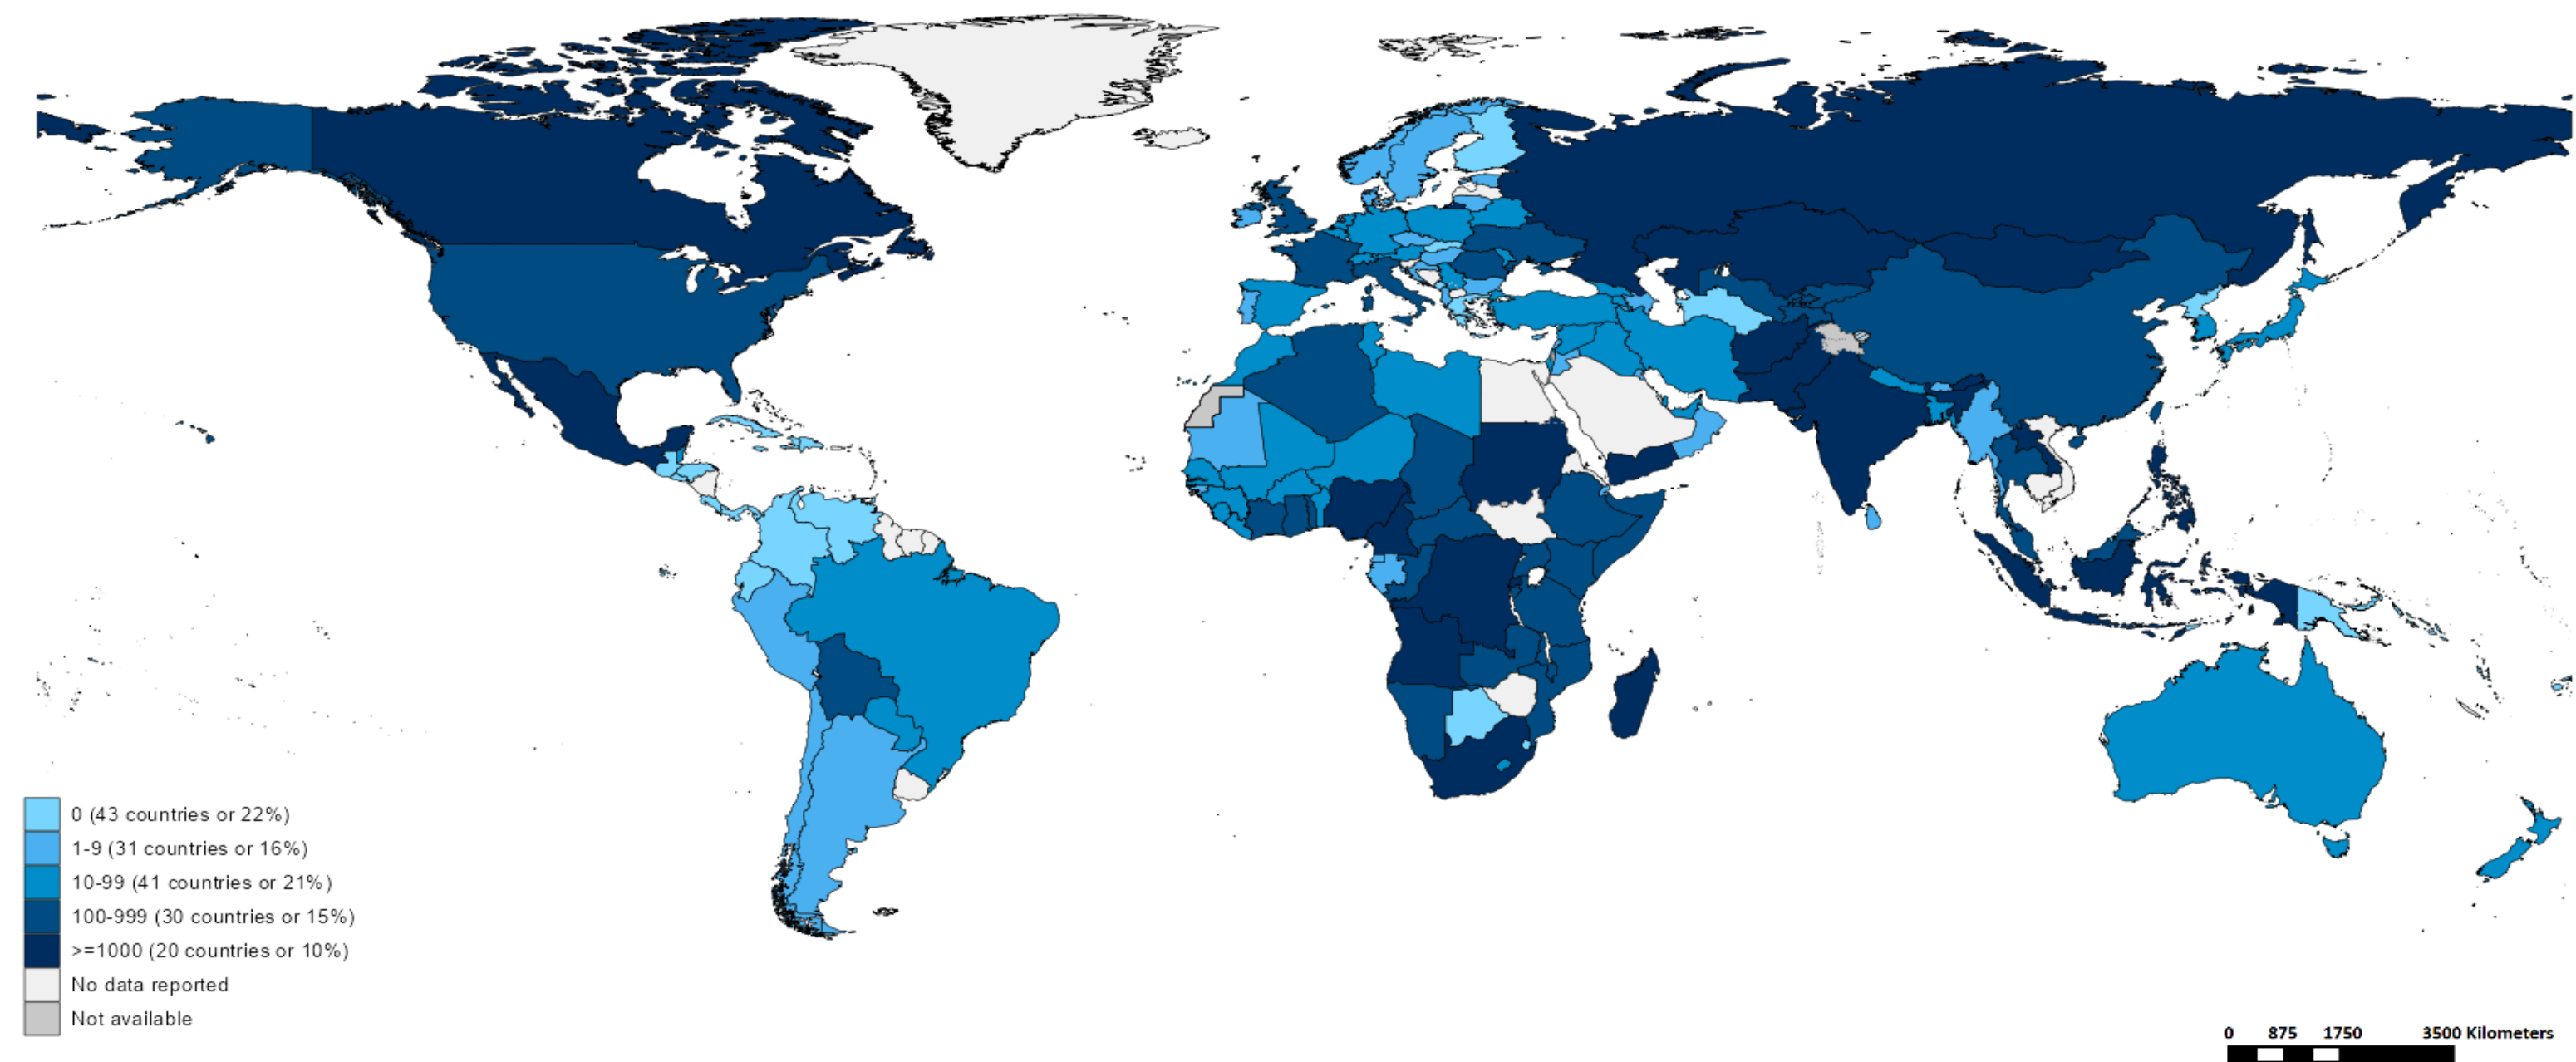 0 (43 countries or 22%)
1-9 (31 countries or 16%)
10-99 (41 countries or 21%)
100-999 (30 countries or 15%)
>=1000 (20 countries or 10%)
No data reported
Not available
0 875 1750 3500 Kilometers